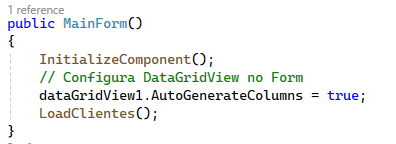 1 reference
public MainForm()
{
InitializeComponent();
// Configura DataGridView no Form
dataGridView1.AutoGenerateColumns = true;
LoadClientes();
}